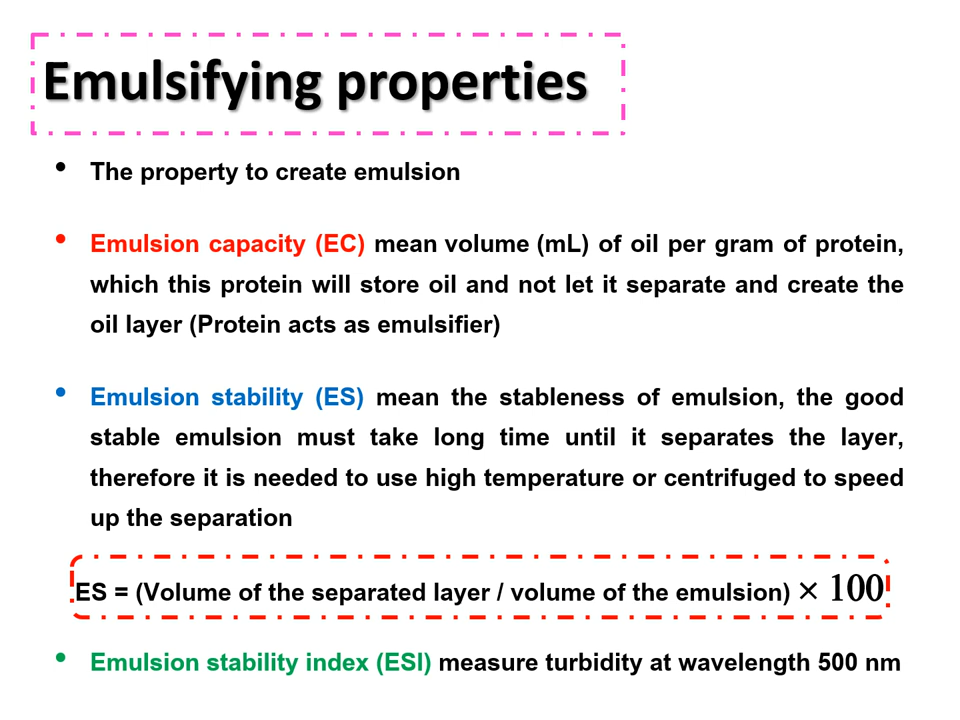 Emulsifying properties
• The property to create emulsion
• Emulsion capacity (EC) mean volume (mL) of oil per gram of protein,
which this protein will store oil and not let it separate and create the
oil layer (Protein acts as emulsifier)
• Emulsion stability (ES) mean the stableness of emulsion, the good
stable emulsion must take long time until it separates the layer,
therefore it is needed to use high temperature or centrifuged to speed
up the separation
ES = (Volume of the separated layer / volume of the emulsion) × 100
• Emulsion stability index (ESI) measure turbidity at wavelength 500 nm